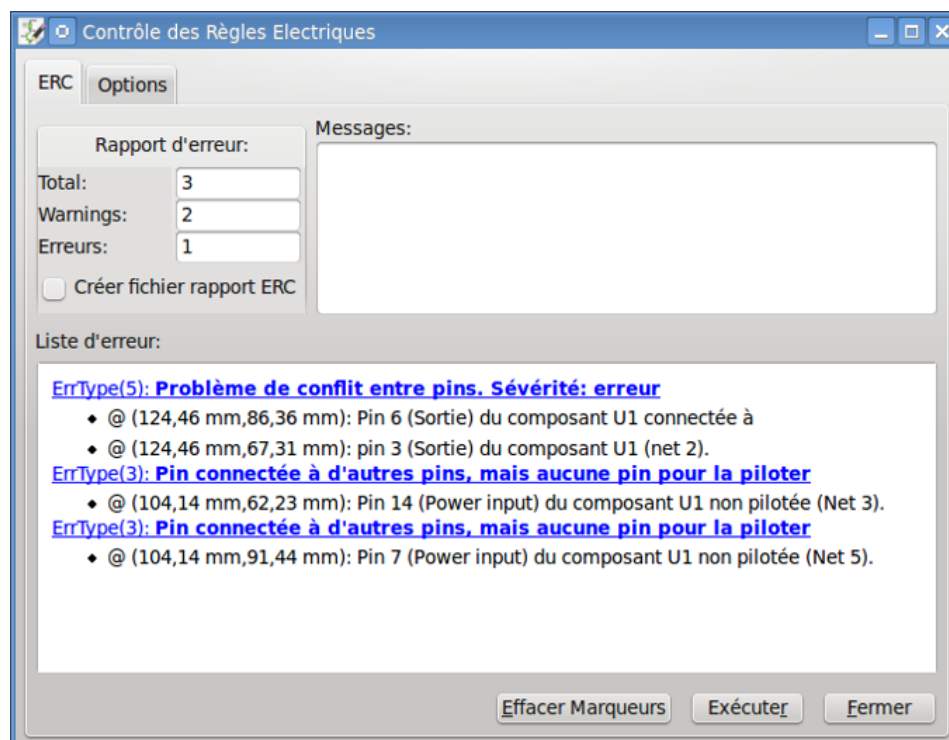 Contrôle des Règles Electriques
ERC Options
Rapport d'erreur:
Messages:
Total: 3
Warnings: 2
Erreurs: 1
Créer fichier rapport ERC
Liste d'erreur:
ErrType(5): Problème de conflit entre pins. Sévérité: erreur
@ (124,46 mm,86,36 mm): Pin 6 (Sortie) du composant U1 connectée à
@ (124,46 mm,67,31 mm): pin 3 (Sortie) du composant U1 (net 2).
ErrType(3): Pin connectée à d'autres pins, mais aucune pin pour la piloter
@ (104,14 mm,62,23 mm): Pin 14 (Power input) du composant U1 non pilotée (Net 3).
ErrType(3): Pin connectée à d'autres pins, mais aucune pin pour la piloter
@ (104,14 mm,91,44 mm): Pin 7 (Power input) du composant U1 non pilotée (Net 5).
Effacer Marqueurs Exécuter Fermer